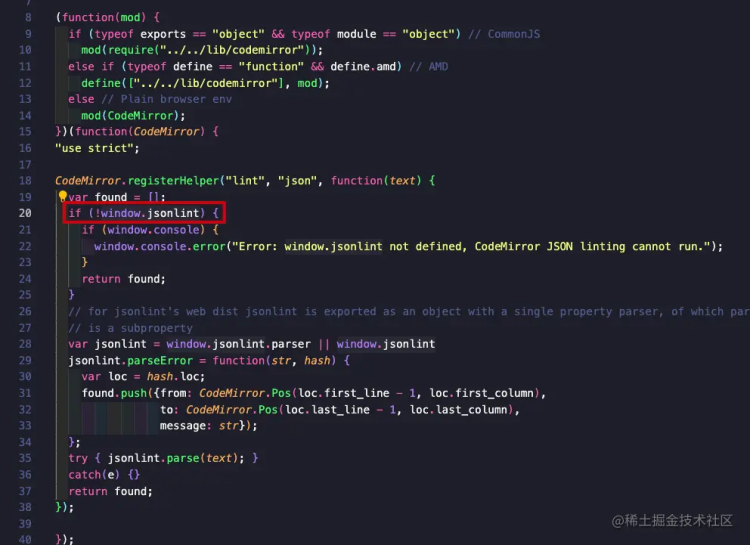 7
8 (function(mod) {
9 if (typeof exports == "object" && typeof module == "object") // CommonJS
10 mod(require("../../lib/codemirror"));
11 else if (typeof define == "function" && define.amd) // AMD
12 define(["../../lib/codemirror"], mod);
13 else // Plain browser env
14 mod(CodeMirror);
15 })(function(CodeMirror) {
16 "use strict";
17
18 CodeMirror.registerHelper("lint", "json", function(text) {
19 var found = [];
20 if (!window.jsonlint) {
21 if (window.console) {
22 window.console.error("Error: window.jsonlint not defined, CodeMirror JSON linting cannot run.");
23 }
24 return found;
25 }
26 // for jsonlint's web dist jsonlint is exported as an object with a single property parser, of which par
27 // is a subproperty
28 var jsonlint = window.jsonlint.parser || window.jsonlint
29 jsonlint.parseError = function(str, hash) {
30 var loc = hash.loc;
31 found.push({from: CodeMirror.Pos(loc.first_line - 1, loc.first_column),
32 to: CodeMirror.Pos(loc.last_line - 1, loc.last_column),
33 message: str});
34 };
35 try { jsonlint.parse(text); }
36 catch(e) {}
37 return found;
38 });
39
40 });
@稀土掘金技术社区